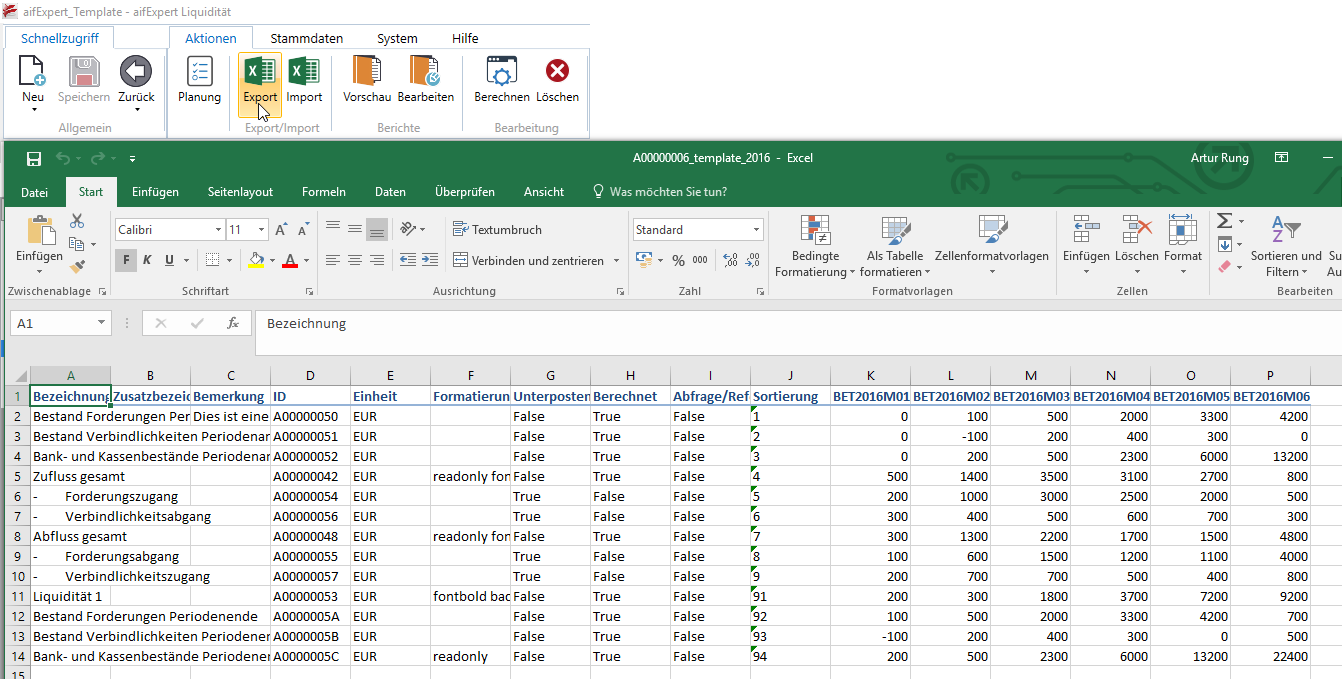 aifExpert_Template - aifExpert Liquidität
Schnellzugriff Aktionen Stammdaten System Hilfe
Neu Speichern Zurück Planung Export Import Vorschau Bearbeiten Berechnen Löschen
Allgemein Export/Import Berichte Bearbeitung
A00000006_template_2016 - Excel Artur Rung
Datei Start Einfügen Seitenlayout Formeln Daten Überprüfen Ansicht Was möchten Sie tun?
Calibri 11 Textumbruch Standard
Einfügen Bedingte Als Tabelle Zellenformatvorlagen Einfügen Löschen Format Sortieren und Su
F K U Verbinden und zentrieren % 000 Formatierung formatieren Filtern Au
Zwischenablage Schriftart Ausrichtung Zahl Formatvorlagen Zellen Bearbeiten
A1 fx Bezeichnung
A B C D E F G H I J K L M N O P
1 Bezeichnung Zusatzbezeic Bemerkung ID Einheit Formatierun Unterposten Berechnet Abfrage/Ref Sortierung BET2016M01 BET2016M02 BET2016M03 BET2016M04 BET2016M05 BET2016M06
2 Bestand Forderungen Per Dies ist eine A00000050 EUR False True False 1 0 100 500 2000 3300 4200
3 Bestand Verbindlichkeiten Periodenan A00000051 EUR False True False 2 0 -100 200 400 300 0
4 Bank- und Kassenbestände Periodenan A00000052 EUR False True False 3 0 200 500 2300 6000 13200
5 Zufluss gesamt A00000042 EUR readonly fon False True False 4 500 1400 3500 3100 2700 800
6 - Forderungszugang A00000054 EUR True False False 5 200 1000 3000 2500 2000 500
7 - Verbindlichkeitsabgang A00000056 EUR True False False 6 300 400 500 600 700 300
8 Abfluss gesamt A00000048 EUR readonly fon False True False 7 300 1300 2200 1700 1500 4800
9 - Forderungsabgang A00000055 EUR True False False 8 100 600 1500 1200 1100 4000
10 - Verbindlichkeitszugang A00000057 EUR True False False 9 200 700 700 500 400 800
11 Liquidität 1 A00000053 EUR fontbold bac False True False 91 200 300 1800 3700 7200 9200
12 Bestand Forderungen Periodenende A0000005A EUR False True False 92 100 500 2000 3300 4200 700
13 Bestand Verbindlichkeiten Periodenen A0000005B EUR False True False 93 -100 200 400 300 0 500
14 Bank- und Kassenbestände Periodenen A0000005C EUR readonly False True False 94 200 500 2300 6000 13200 22400
15